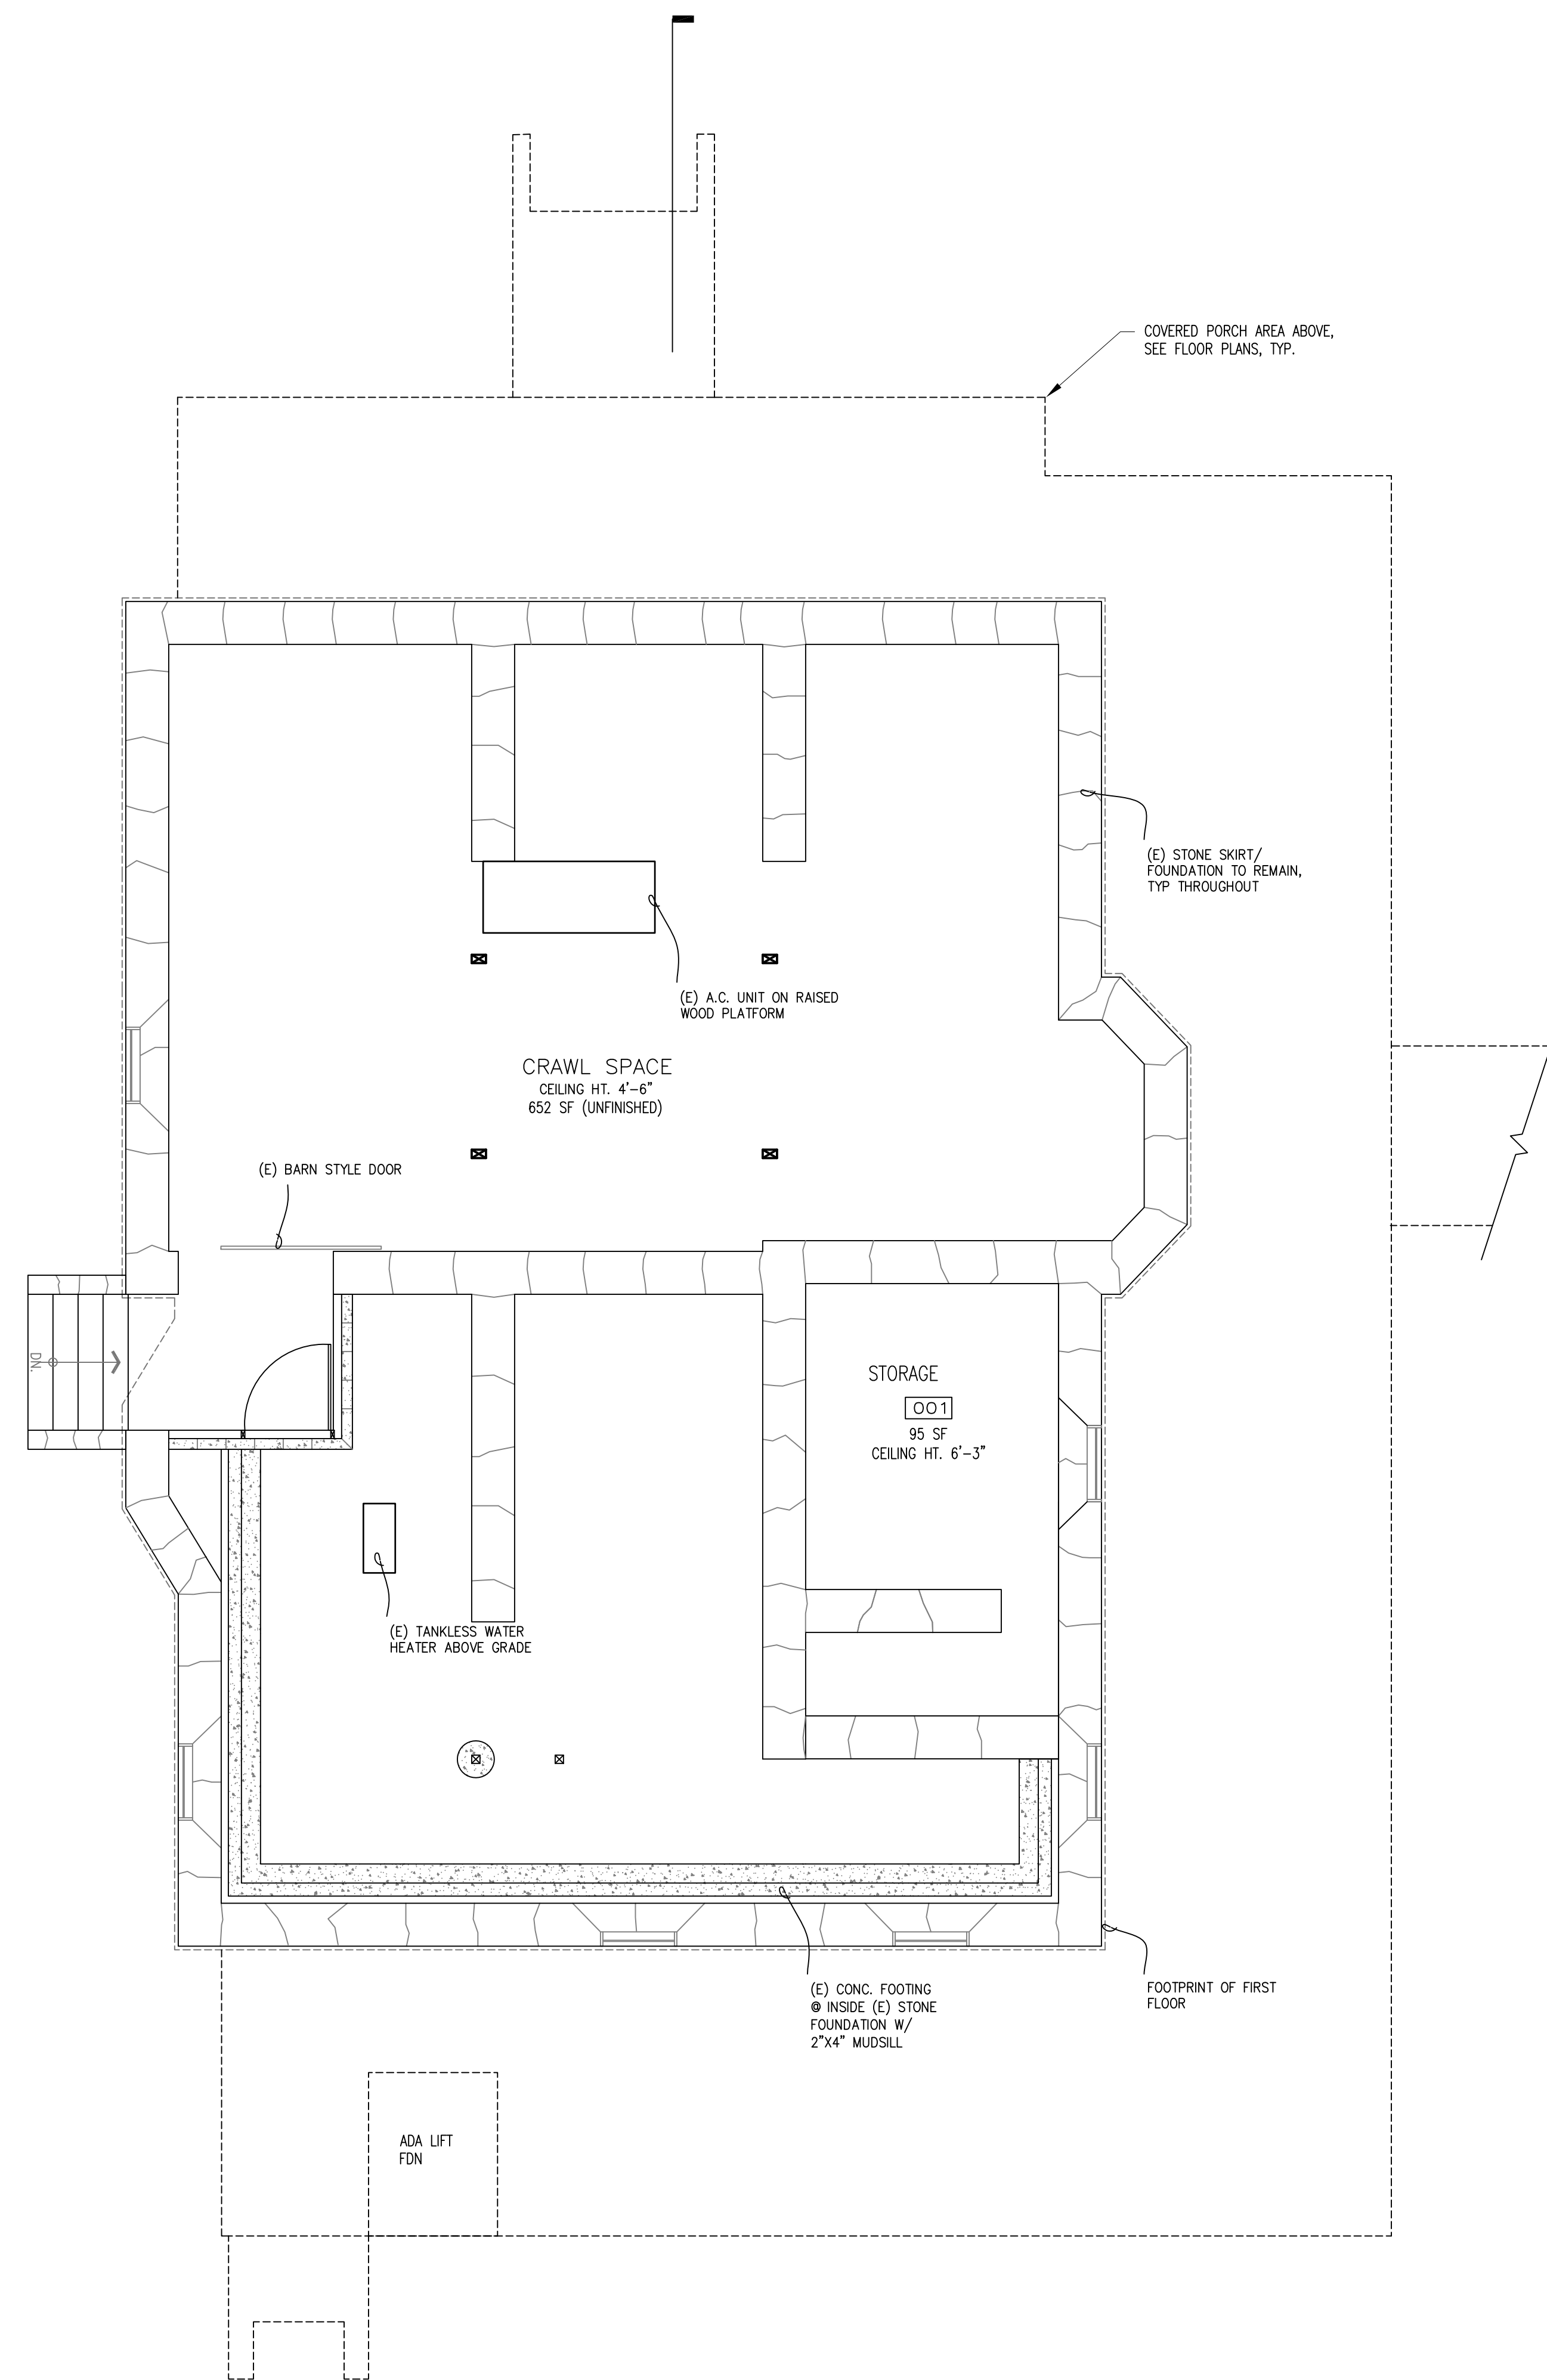 COVERED PORCH AREA ABOVE,
SEE FLOOR PLANS, TYP.
(E) STONE SKIRT/
FOUNDATION TO REMAIN,
TYP THROUGHOUT
(E) A.C. UNIT ON RAISED
WOOD PLATFORM
CRAWL SPACE
CEILING HT. 4'-6"
652 SF (UNFINISHED)
(E) BARN STYLE DOOR
DN.
STORAGE
001
95 SF
CEILING HT. 6'-3"
(E) TANKLESS WATER
HEATER ABOVE GRADE
(E) CONC. FOOTING
@ INSIDE (E) STONE
FOUNDATION W/
2"X4" MUDSILL
FOOTPRINT OF FIRST
FLOOR
ADA LIFT
FDN